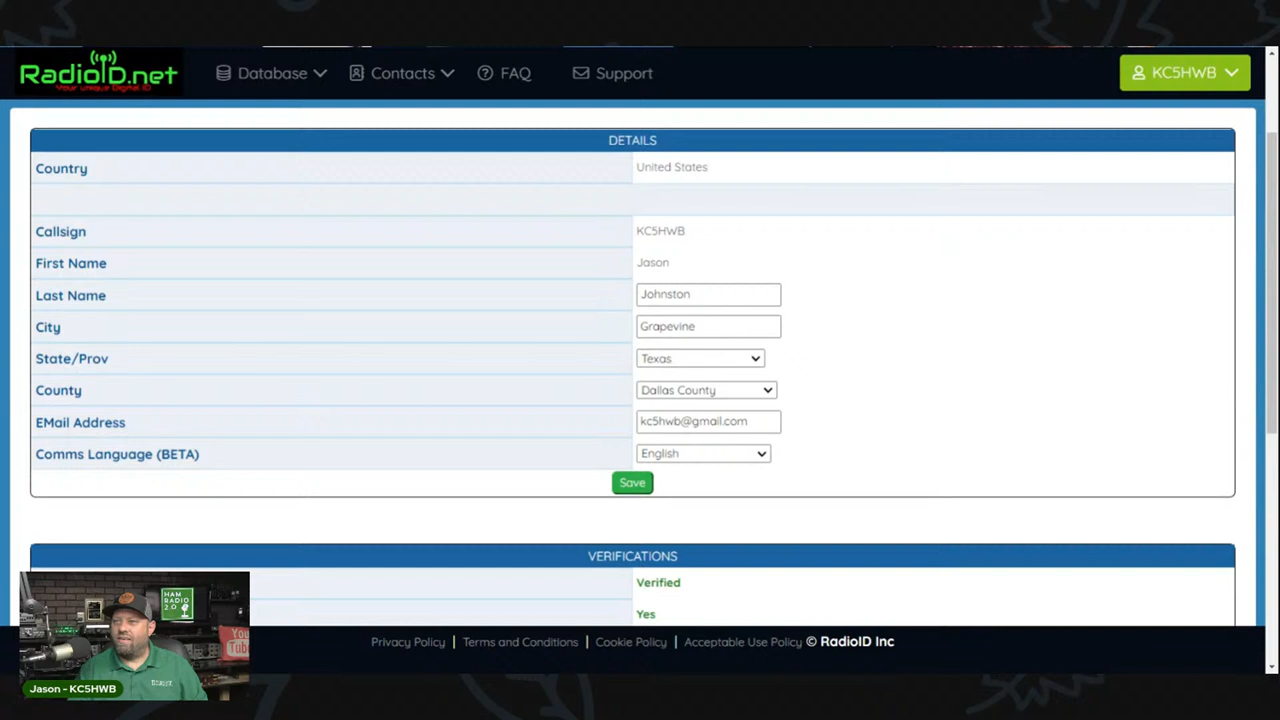 RadioID.net
Your unique Digital ID
Database
Contacts
FAQ
Support
KC5HWB
DETAILS
Country United States
Callsign KC5HWB
First Name Jason
Last Name Johnston
City Grapevine
State/Prov Texas
County Dallas County
EMail Address kc5hwb@gmail.com
Comms Language (BETA) English
Save
VERIFICATIONS
Verified
Yes
HAM
RADIO
2.0
You
Tube
Jason - KC5HWB
Privacy Policy | Terms and Conditions | Cookie Policy | Acceptable Use Policy © RadioID Inc